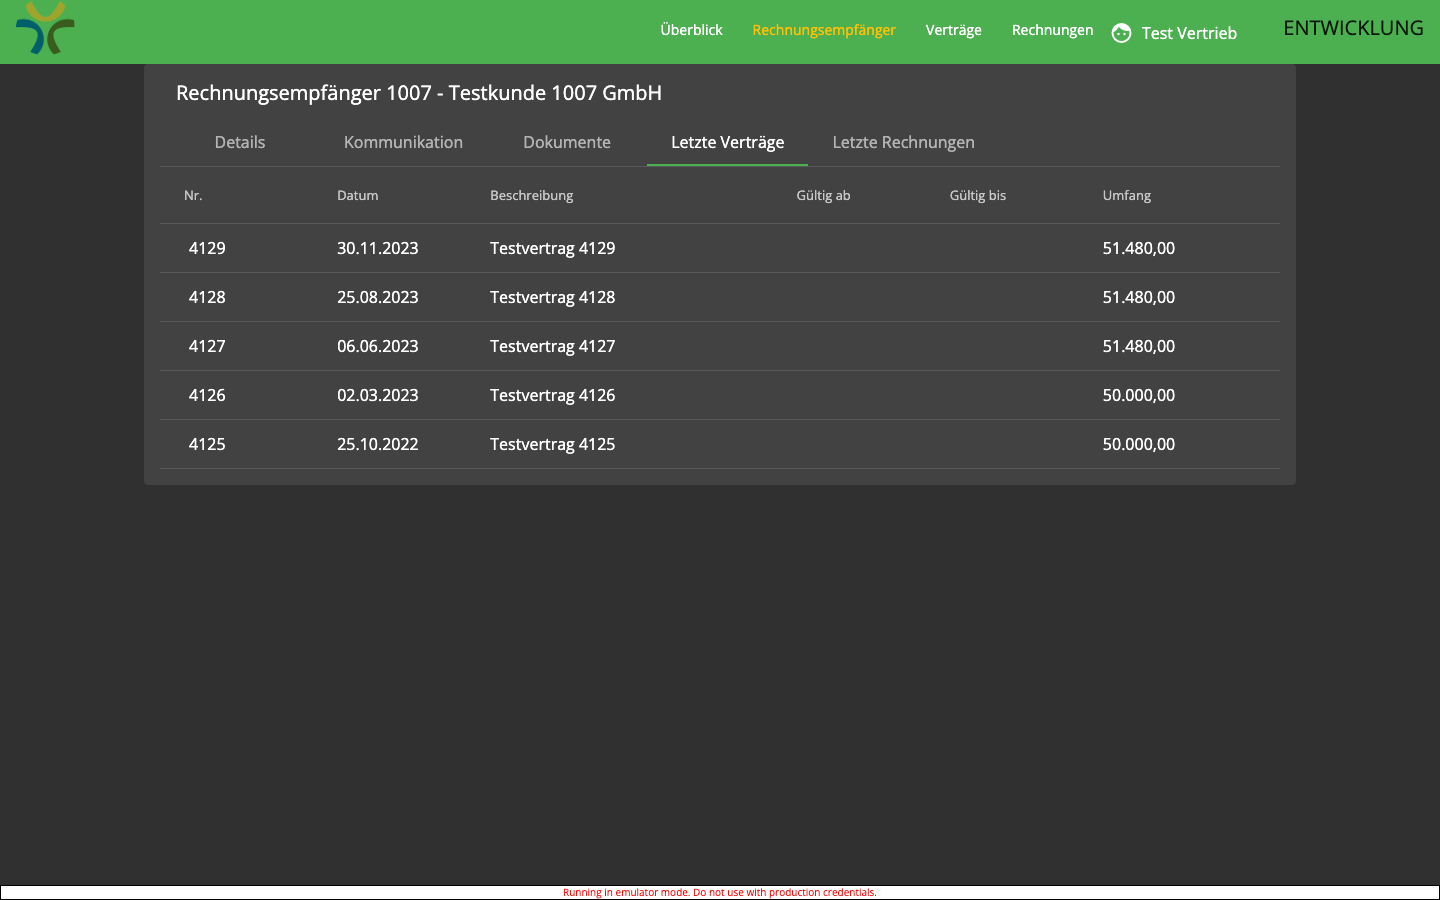 Überblick Rechnungsempfänger Verträge Rechnungen Test Vertrieb ENTWICKLUNG
Rechnungsempfänger 1007 - Testkunde 1007 GmbH
Details Kommunikation Dokumente Letzte Verträge Letzte Rechnungen
Nr. Datum Beschreibung Gültig ab Gültig bis Umfang
4129 30.11.2023 Testvertrag 4129 51.480,00
4128 25.08.2023 Testvertrag 4128 51.480,00
4127 06.06.2023 Testvertrag 4127 51.480,00
4126 02.03.2023 Testvertrag 4126 50.000,00
4125 25.10.2022 Testvertrag 4125 50.000,00
Running in emulator mode. Do not use with production credentials.